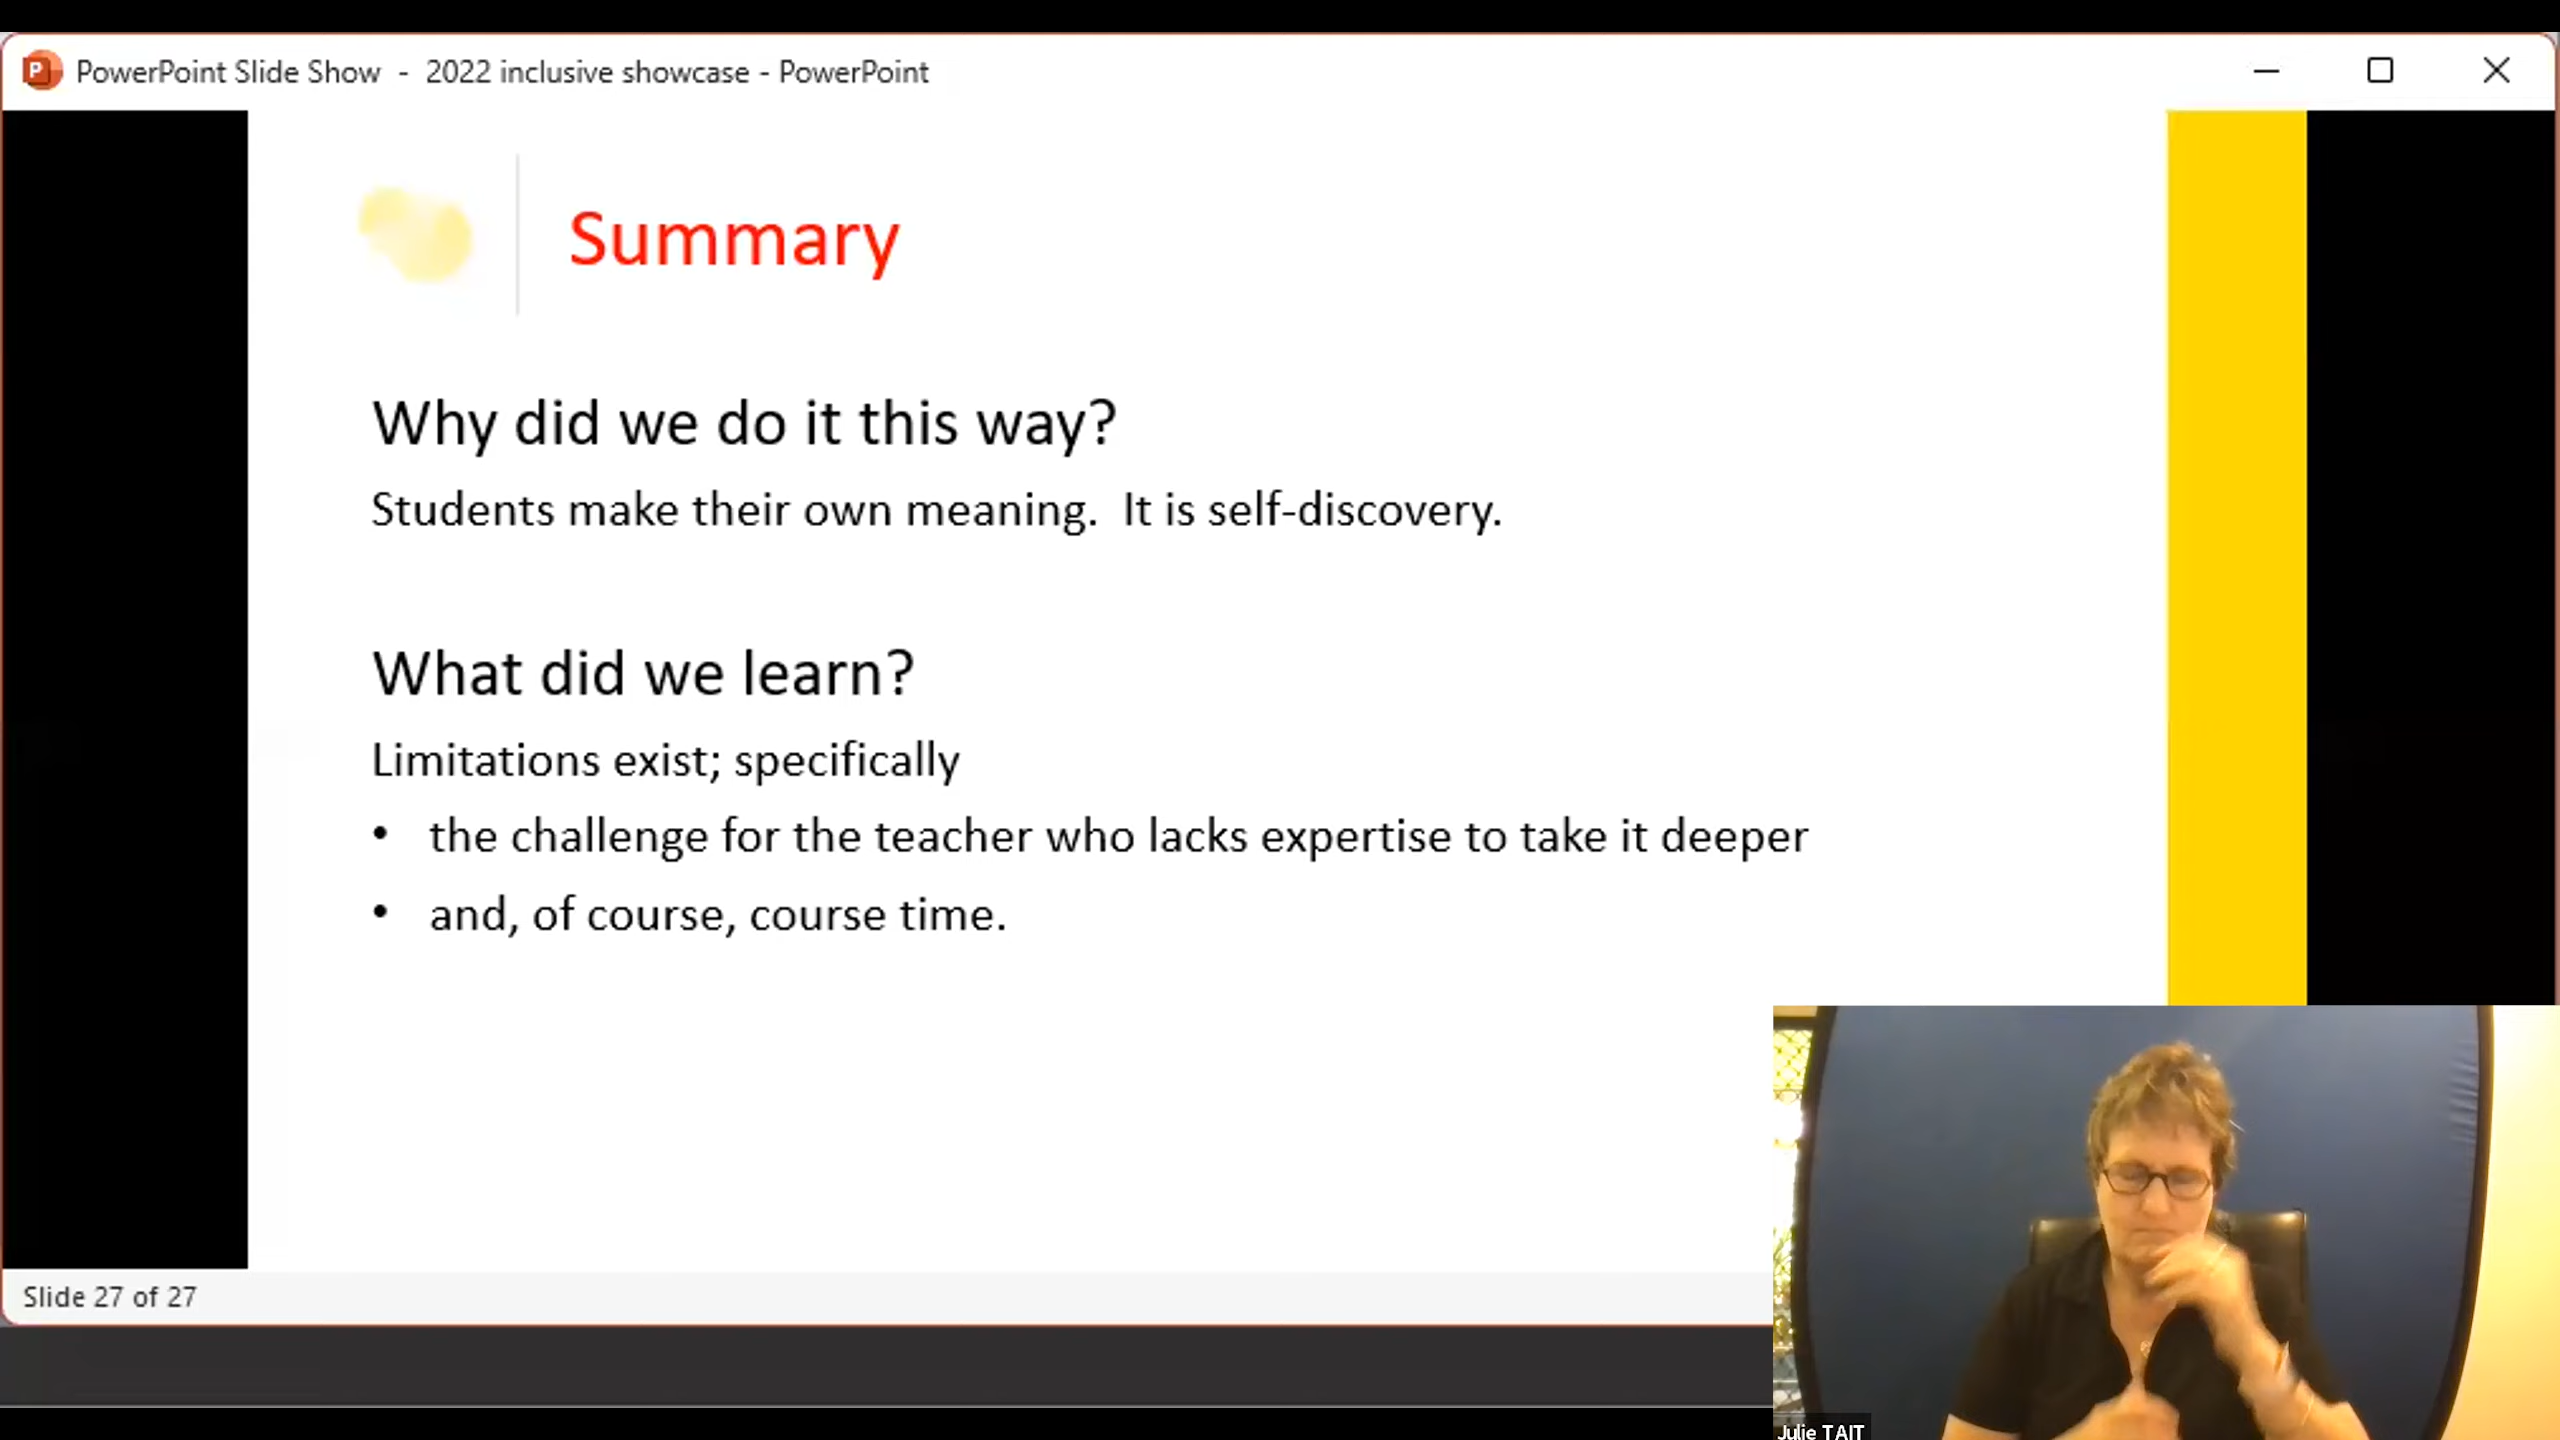 PowerPoint Slide Show - 2022 inclusive showcase - PowerPoint
Summary
Why did we do it this way?
Students make their own meaning. It is self-discovery.
What did we learn?
Limitations exist; specifically
• the challenge for the teacher who lacks expertise to take it deeper
• and, of course, course time.
Slide 27 of 27
Julie TAIT